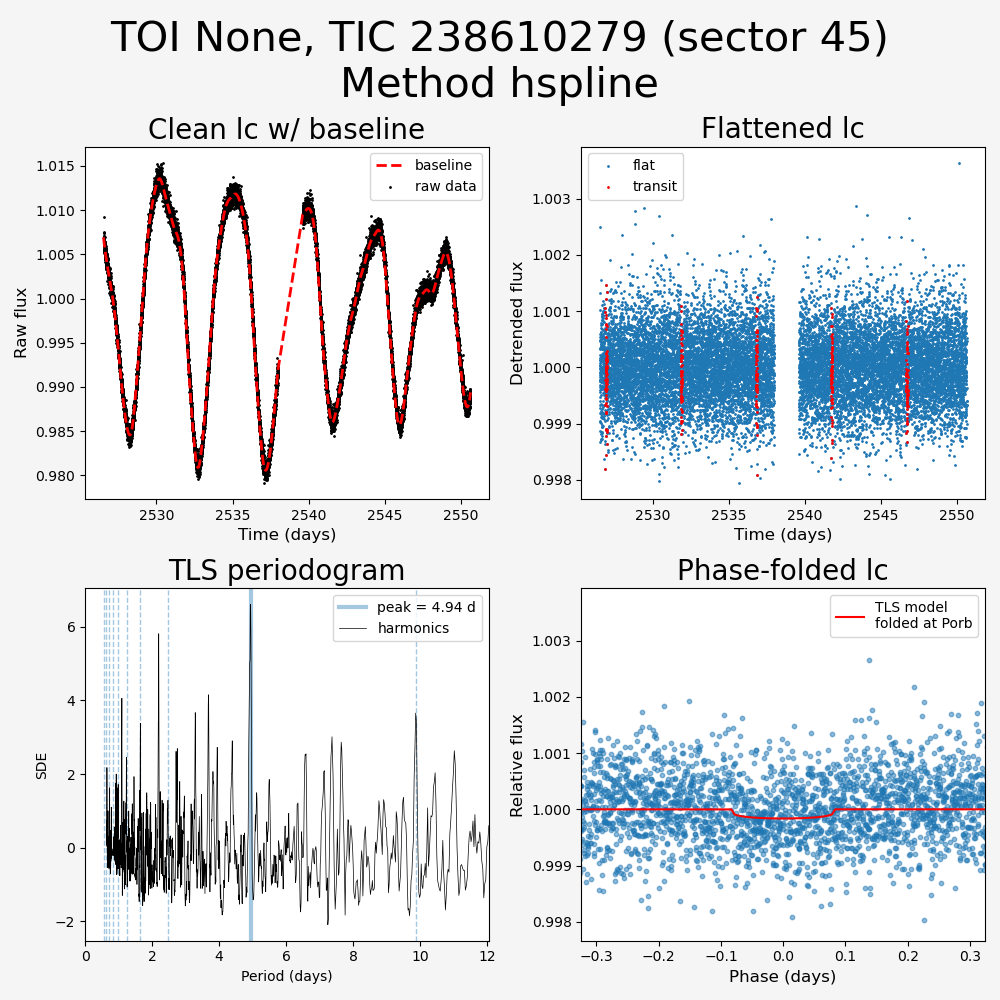 TOI None, TIC 238610279 (sector 45)
Method hspline
Clean lc w/ baseline
Raw flux
1.015
1.010
1.005
1.000
0.995
0.990
0.985
0.980
baseline
raw data
2530
2535
2540
2545
2550
Time (days)
Flattened lc
Detrended flux
1.003
1.002
1.001
1.000
0.999
0.998
flat
transit
2530
2535
2540
2545
2550
Time (days)
TLS periodogram
SDE
6
4
2
0
−2
peak = 4.94 d
harmonics
0
2
4
6
8
10
12
Period (days)
Phase-folded lc
Relative flux
1.003
1.002
1.001
1.000
0.999
0.998
TLS model
folded at Porb
−0.3
−0.2
−0.1
0.0
0.1
0.2
0.3
Phase (days)